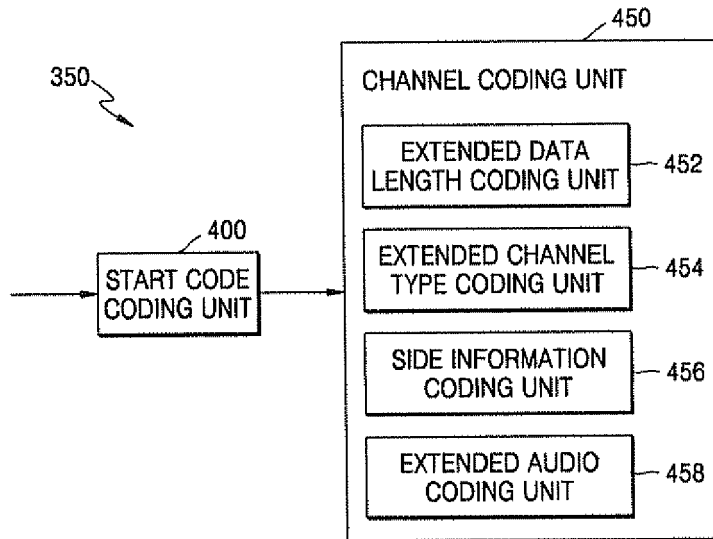 450
350
CHANNEL CODING UNIT
EXTENDED DATA
LENGTH CODING UNIT
452
400
START CODE
CODING UNIT
EXTENDED CHANNEL
TYPE CODING UNIT
454
SIDE INFORMATION
CODING UNIT
456
EXTENDED AUDIO
CODING UNIT
458